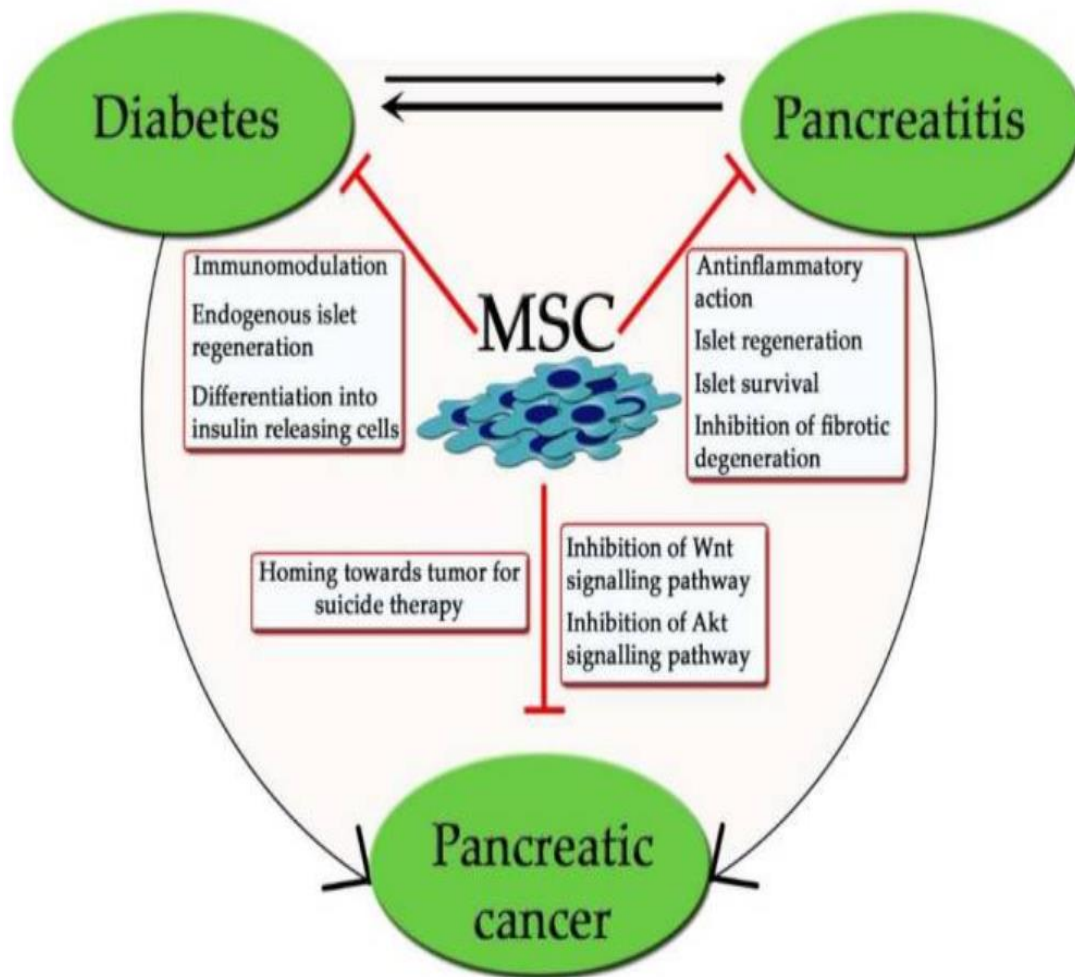 Diabetes
Pancreatitis
Immunomodulation
Endogenous islet
regeneration
Differentiation into
insulin releasing cells
MSC
Antinflammatory
action
Islet regeneration
Islet survival
Inhibition of fibrotic
degeneration
Homing towards tumor for
suicide therapy
Inhibition of Wnt
signalling pathway
Inhibition of Akt
signalling pathway
Pancreatic
cancer